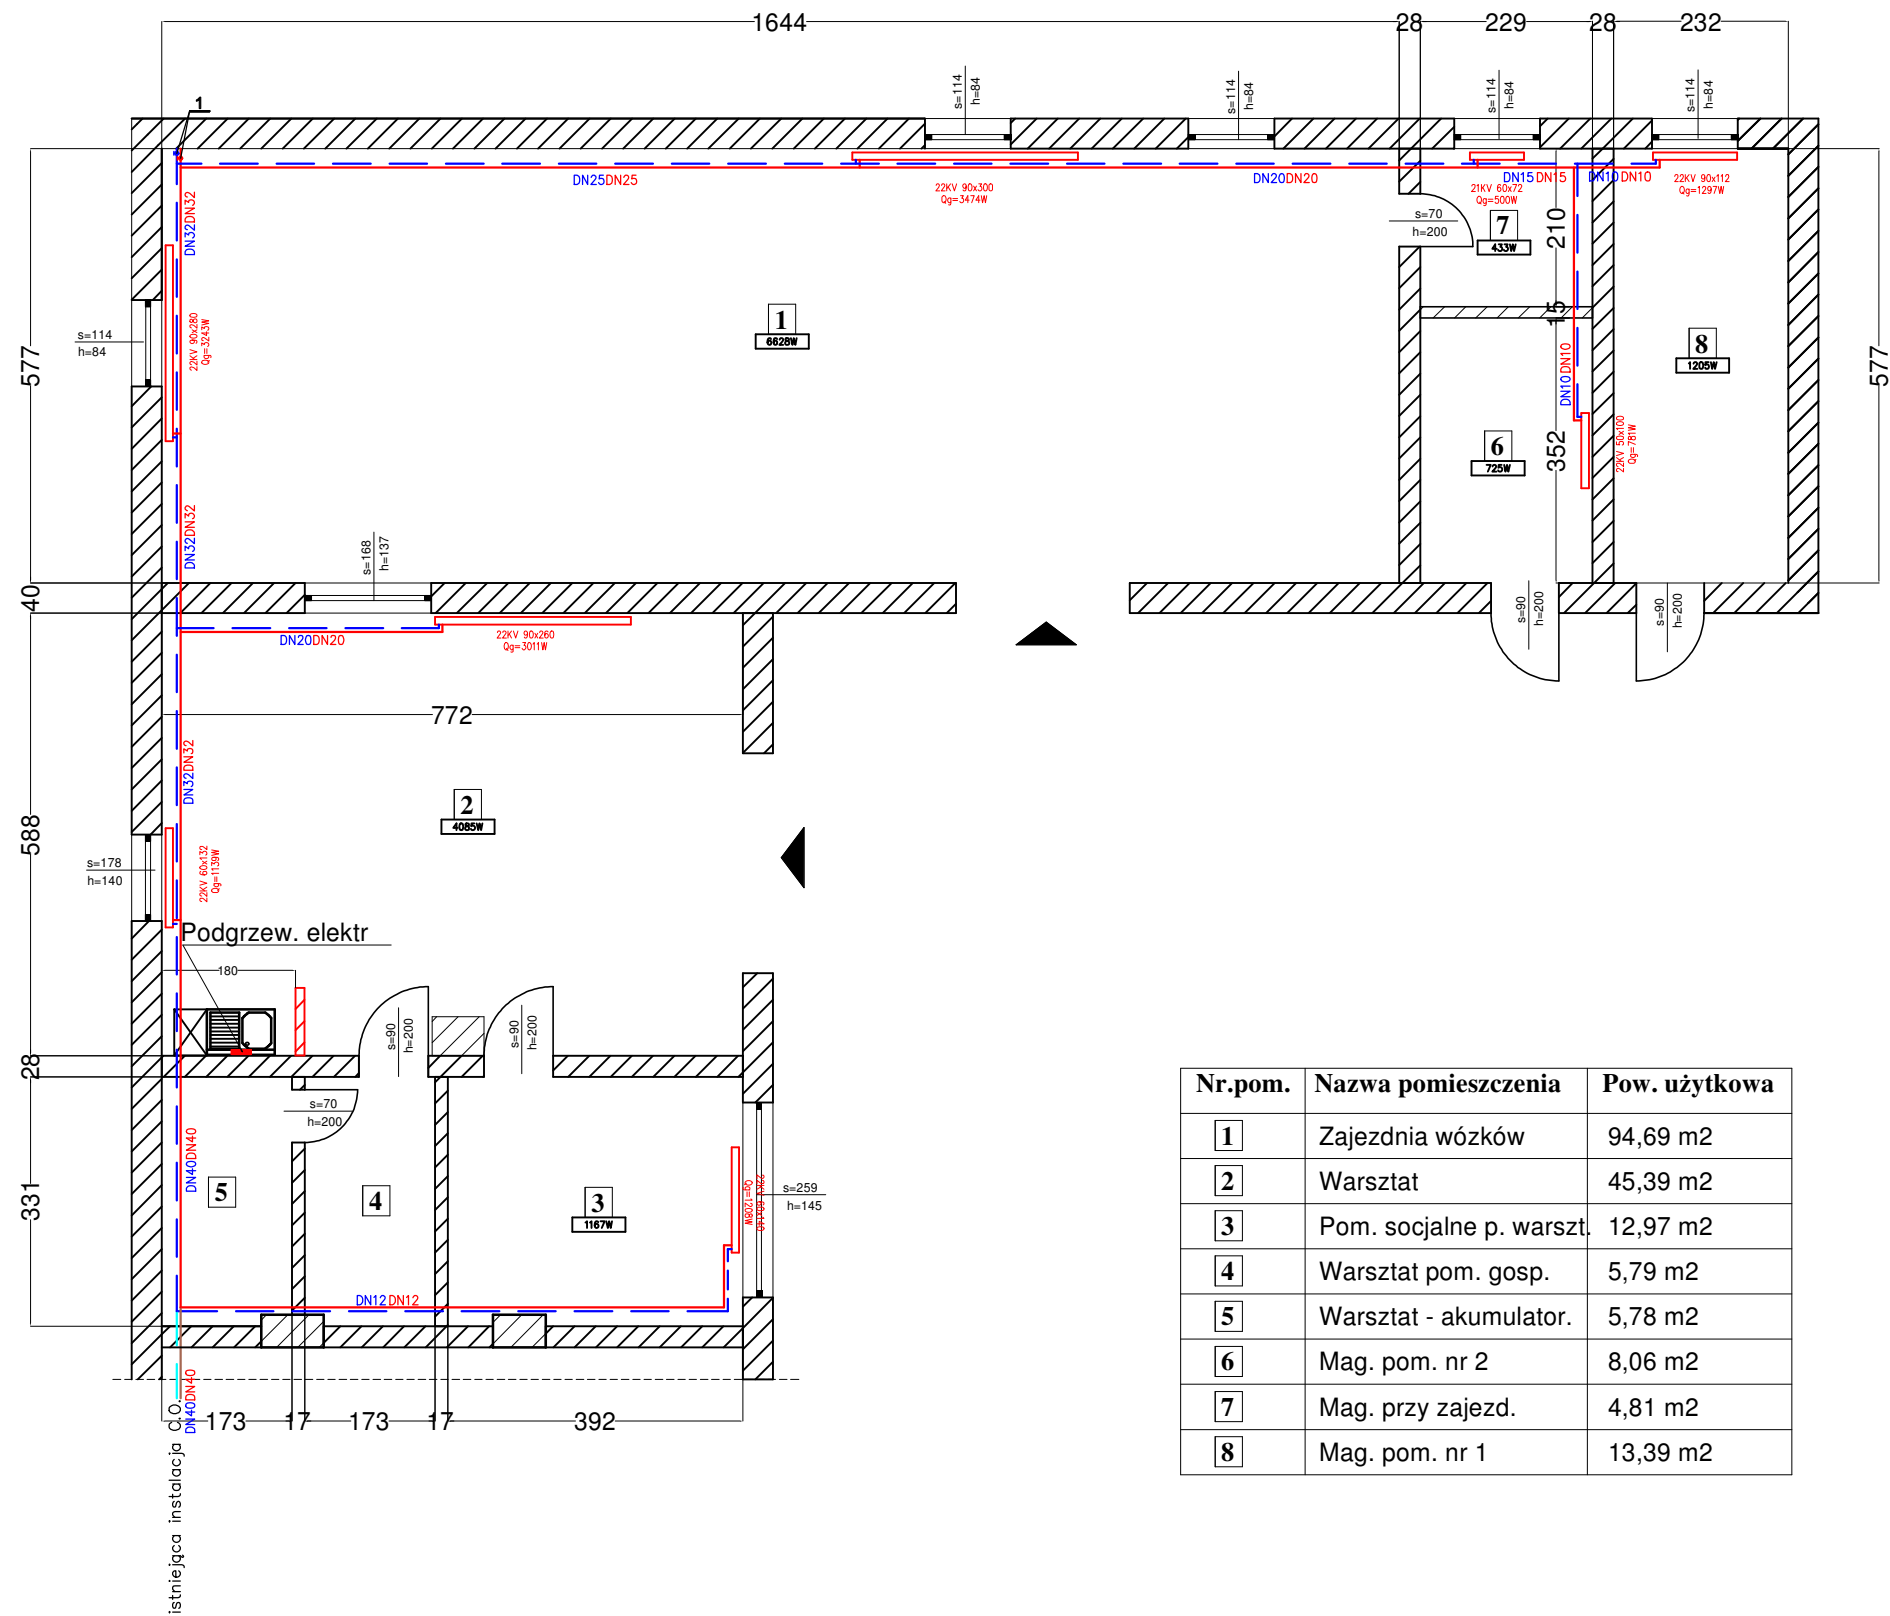 1644
28
229
28
232
s=114
h=84
s=114
h=84
s=114
h=84
s=114
h=84
1
DN25DN25
22KV 90x300
Qg=3474W
DN20DN20
21KV 60x72
Qg=500W
DN15DN15
DN10DN10
22KV 90x112
Qg=1297W
DN32DN32
s=70
h=200
7
433W
210
577
s=114
h=84
22KV 90x280
Qg=3243W
1
6628W
15
8
1205W
577
DN10DN10
6
725W
352
22KV 50x100
Qg=781W
DN32DN32
s=168
h=137
40
DN20DN20
22KV 90x260
Qg=3011W
s=90
h=200
s=90
h=200
772
DN32DN32
2
4085W
588
s=178
h=140
22KV 60x132
Qg=1139W
Podgrzew. elektr
180
s=90
h=200
s=90
h=200
28
s=70
h=200
DN40DN40
331
5
4
3
1167W
22KV 60x140
Qg=1208W
s=259
h=145
DN12DN12
DN40DN40
173
17
173
17
392
istniejąca instalacja C.O.
Nr.pom. Nazwa pomieszczenia Pow. użytkowa
1 Zajezdnia wózków 94,69 m2
2 Warsztat 45,39 m2
3 Pom. socjalne p. warszt. 12,97 m2
4 Warsztat pom. gosp. 5,79 m2
5 Warsztat - akumulator. 5,78 m2
6 Mag. pom. nr 2 8,06 m2
7 Mag. przy zajezd. 4,81 m2
8 Mag. pom. nr 1 13,39 m2